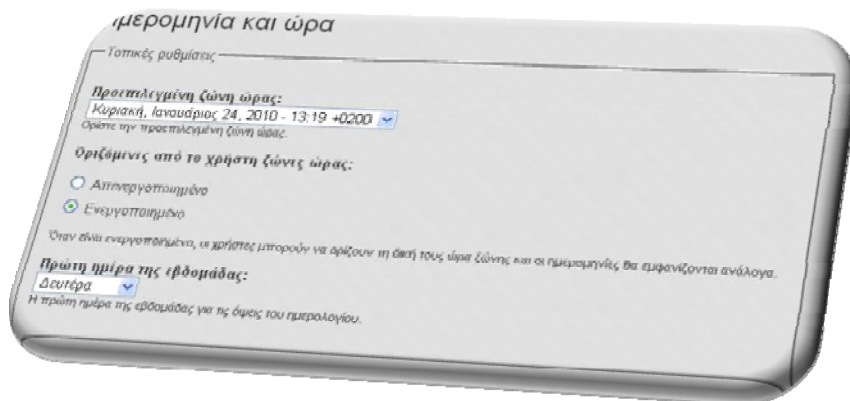 ημερομηνία και ώρα
Τοπικές ρυθμίσεις
Προεπιλεγμένη ζώνη ώρας:
Κυριακή, Ιανουάριος 24, 2010 - 13:19 +0200
Ορίστε την προεπιλεγμένη ζώνη ώρας.
Οριζόμενες από το χρήστη ζώνες ώρας:
Απενεργοποιημένο
Ενεργοποιημένο
Όταν είναι ενεργοποιημένο, οι χρήστες μπορούν να ορίζουν τη δική τους ώρα ζώνης και οι ημερομηνίες θα εμφανίζονται ανάλογα.
Πρώτη ημέρα της εβδομάδας:
Δευτέρα
Η πρώτη ημέρα της εβδομάδας για τις όψεις του ημερολογίου.